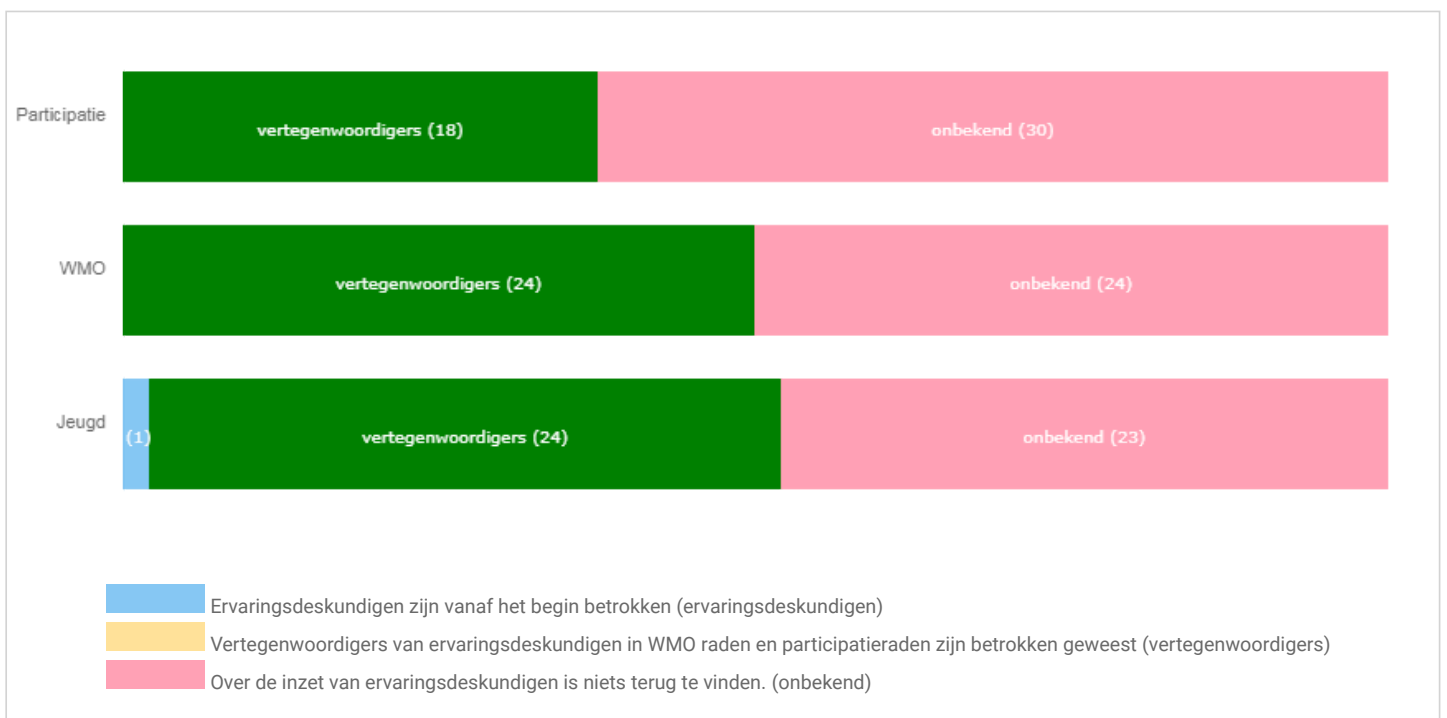 Participatie
vertegenwoordigers (18) onbekend (30)
WMO
vertegenwoordigers (24) onbekend (24)
Jeugd
(1) vertegenwoordigers (24) onbekend (23)
Ervaringsdeskundigen zijn vanaf het begin betrokken (ervaringsdeskundigen)
Vertegenwoordigers van ervaringsdeskundigen in WMO raden en participatieraden zijn betrokken geweest (vertegenwoordigers)
Over de inzet van ervaringsdeskundigen is niets terug te vinden. (onbekend)